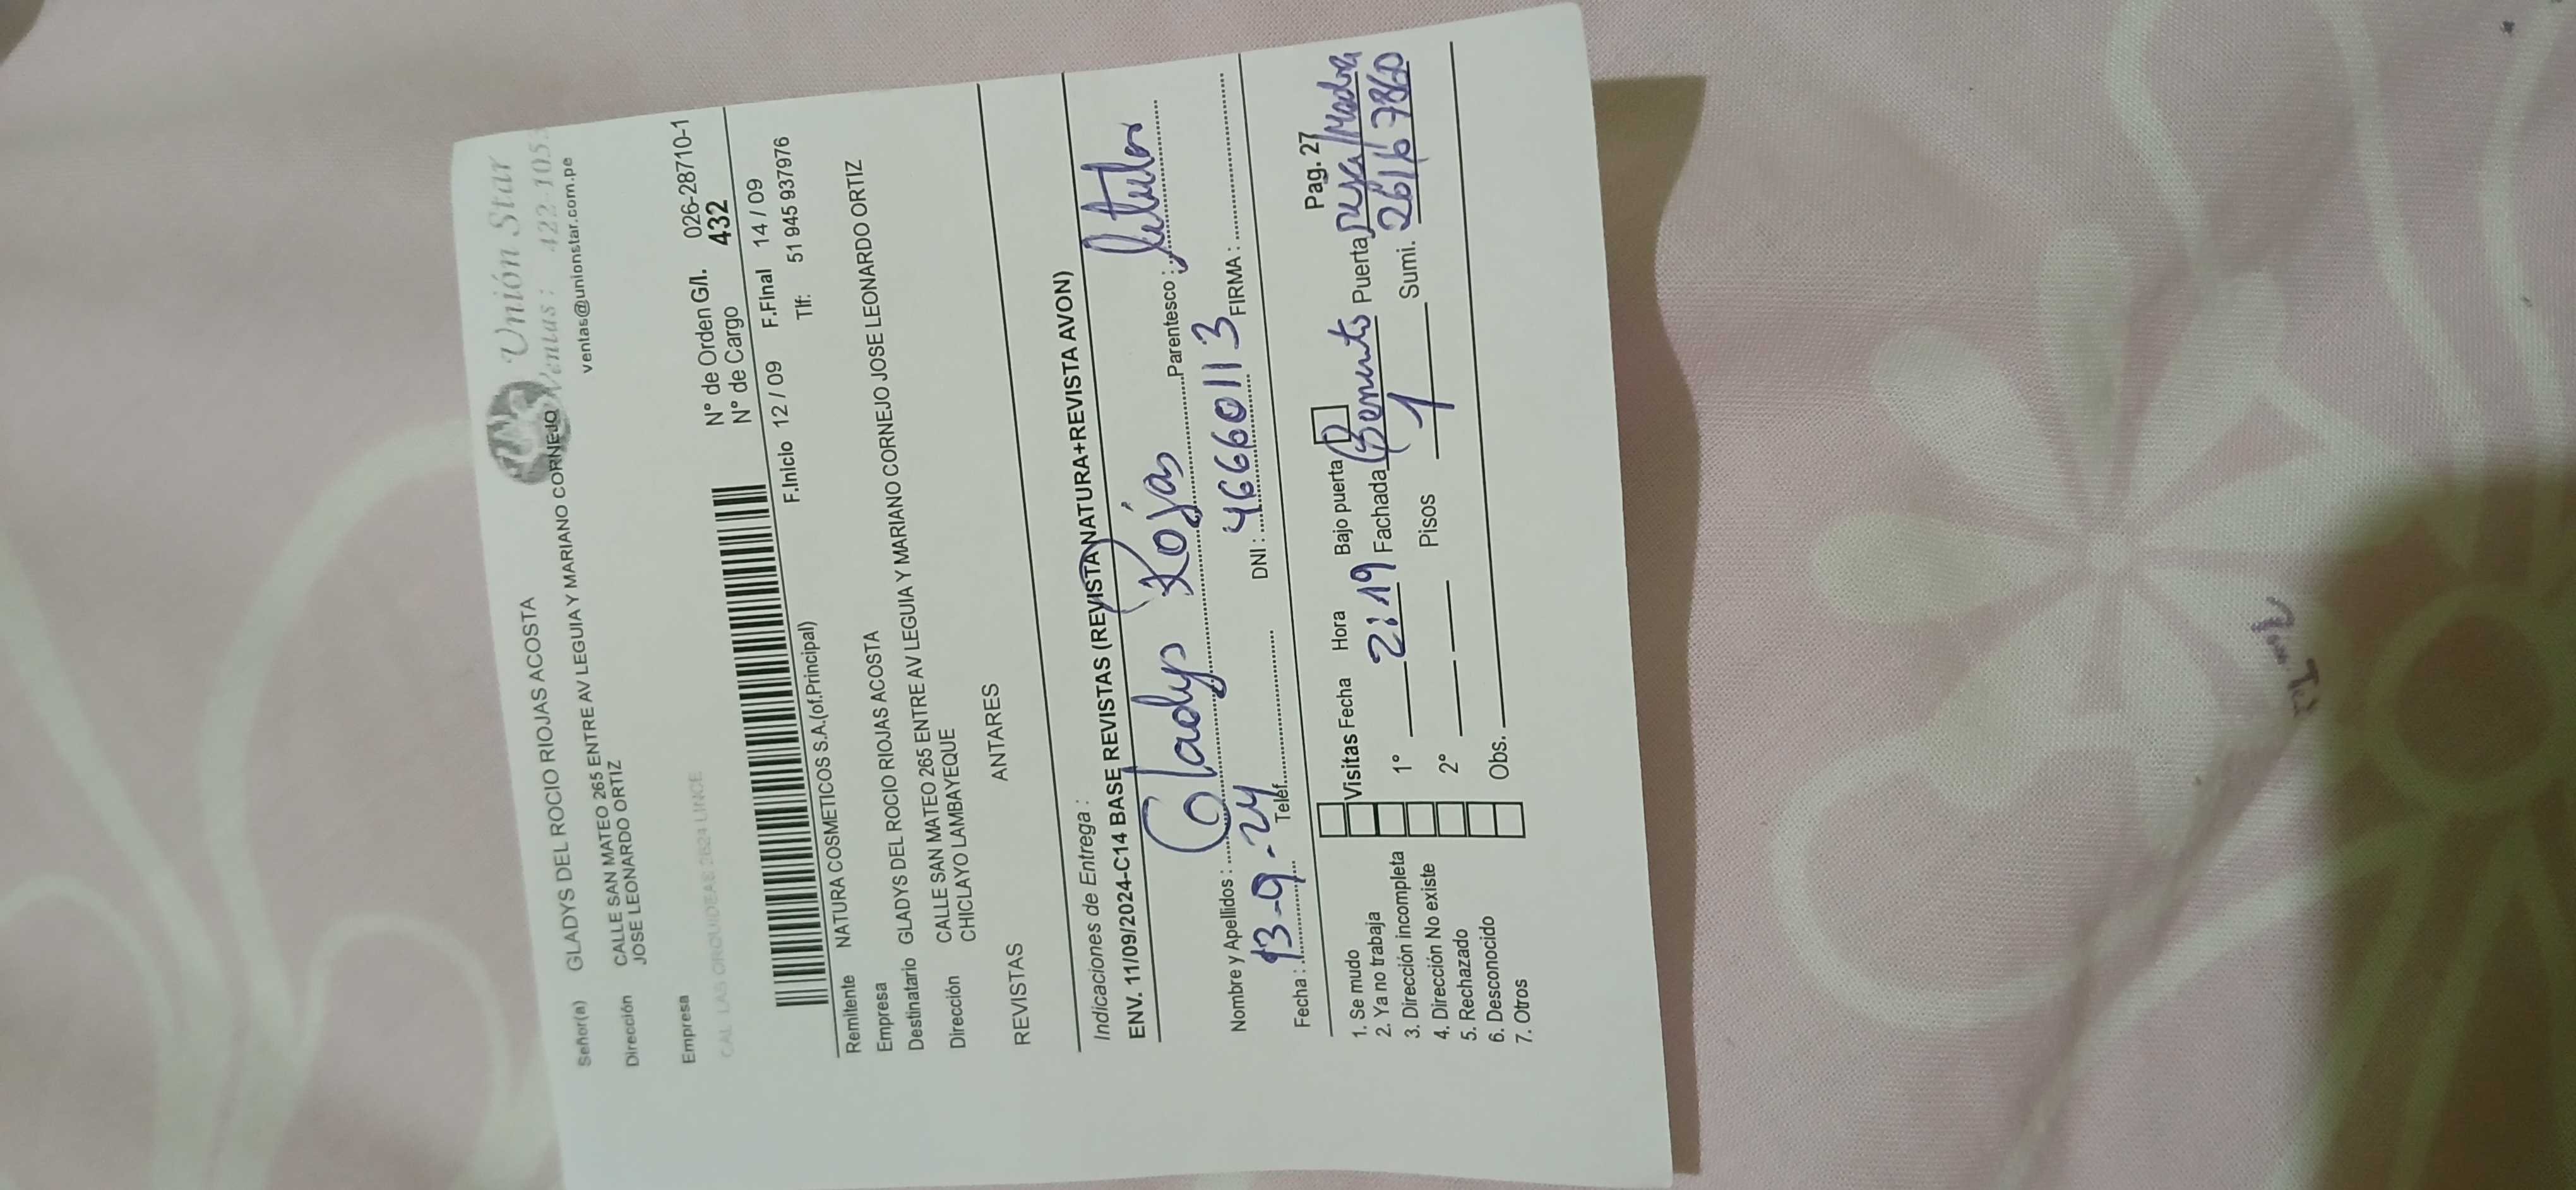 Unión Star
Ventas: 422-105
ventas@unionstar.com.pe
Señor(a) GLADYS DEL ROCIO RIOJAS ACOSTA
Dirección CALLE SAN MATEO 265 ENTRE AV LEGUIA Y MARIANO CORNEJO
JOSE LEONARDO ORTIZ
Empresa
CAL LAS ORQUIDEAS 2624 LINCE
N° de Orden G/I. 026-28710-1
N° de Cargo 432
F.Inicio 12 / 09 F.Final 14 / 09
Tlf: 51 945 937976
NATURA COSMETICOS S.A.(of.Principal)
Remitente
Empresa
Destinatario GLADYS DEL ROCIO RIOJAS ACOSTA
Dirección CALLE SAN MATEO 265 ENTRE AV LEGUIA Y MARIANO CORNEJO JOSE LEONARDO ORTIZ
CHICLAYO LAMBAYEQUE
REVISTAS ANTARES
Indicaciones de Entrega :
ENV. 11/09/2024-C14 BASE REVISTAS (REVISTA NATURA+REVISTA AVON)
Nombre y Apellidos : Gladys Rojas Parentesco : titular
Fecha : 13-9-24 Telef. DNI : 46660113 FIRMA :
Pag. 27
1. Se mudo
2. Ya no trabaja
3. Dirección incompleta
4. Dirección No existe
5. Rechazado
6. Desconocido
7. Otros
Visitas Fecha Hora Bajo puerta
1° 2:19 Fachada Puerta /Madra
2° Pisos 1 Sumi. 26167860
Obs.